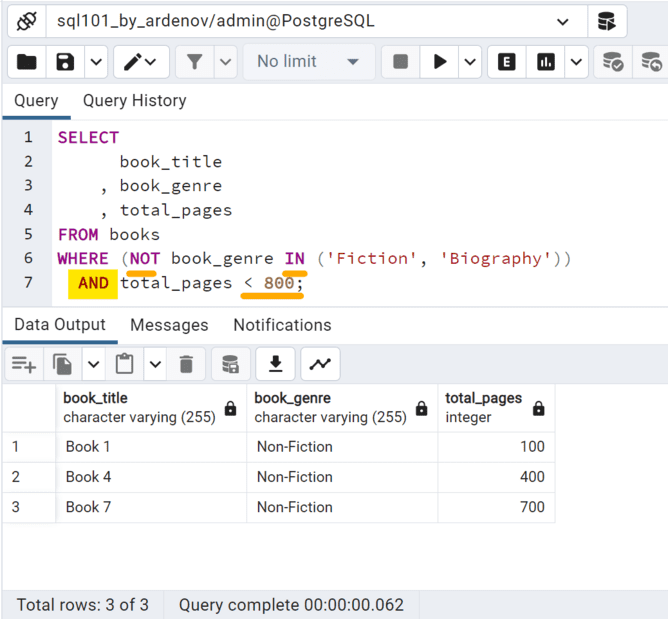 sql101_by_ardenov/admin@PostgreSQL
No limit
E
Query Query History
1 SELECT
2 book_title
3 , book_genre
4 , total_pages
5 FROM books
6 WHERE (NOT book_genre IN ('Fiction', 'Biography'))
7 AND total_pages < 800;
Data Output Messages Notifications
book_title book_genre total_pages
character varying (255) character varying (255) integer
1 Book 1 Non-Fiction 100
2 Book 4 Non-Fiction 400
3 Book 7 Non-Fiction 700
Total rows: 3 of 3 Query complete 00:00:00.062